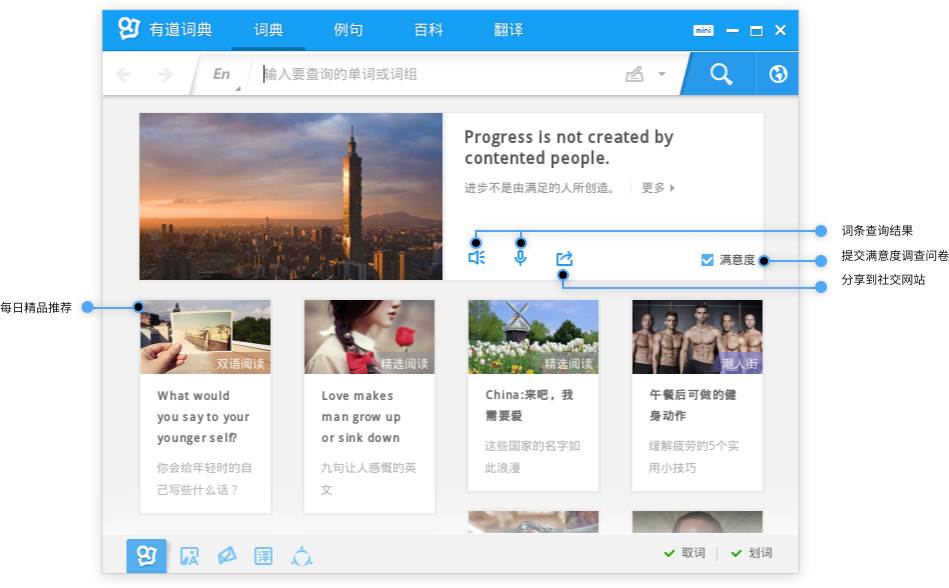 有道词典
词典
例句
百科
翻译
mini
En
输入要查询的单词或词组
Progress is not created by
contented people.
进步不是由满足的人所创造。
更多
满意度
词条查询结果
提交满意度调查问卷
分享到社交网站
每日精品推荐
双语阅读
精选阅读
精选阅读
潮人街
What would
you say to your
younger self?
你会给年轻时的自
己写些什么话？
Love makes
man grow up
or sink down
九句让人感慨的英
文
China:来吧，我
需要爱
这些国家的名字如
此浪漫
午餐后可做的健
身动作
缓解疲劳的5个实
用小技巧
A
译
取词
划词